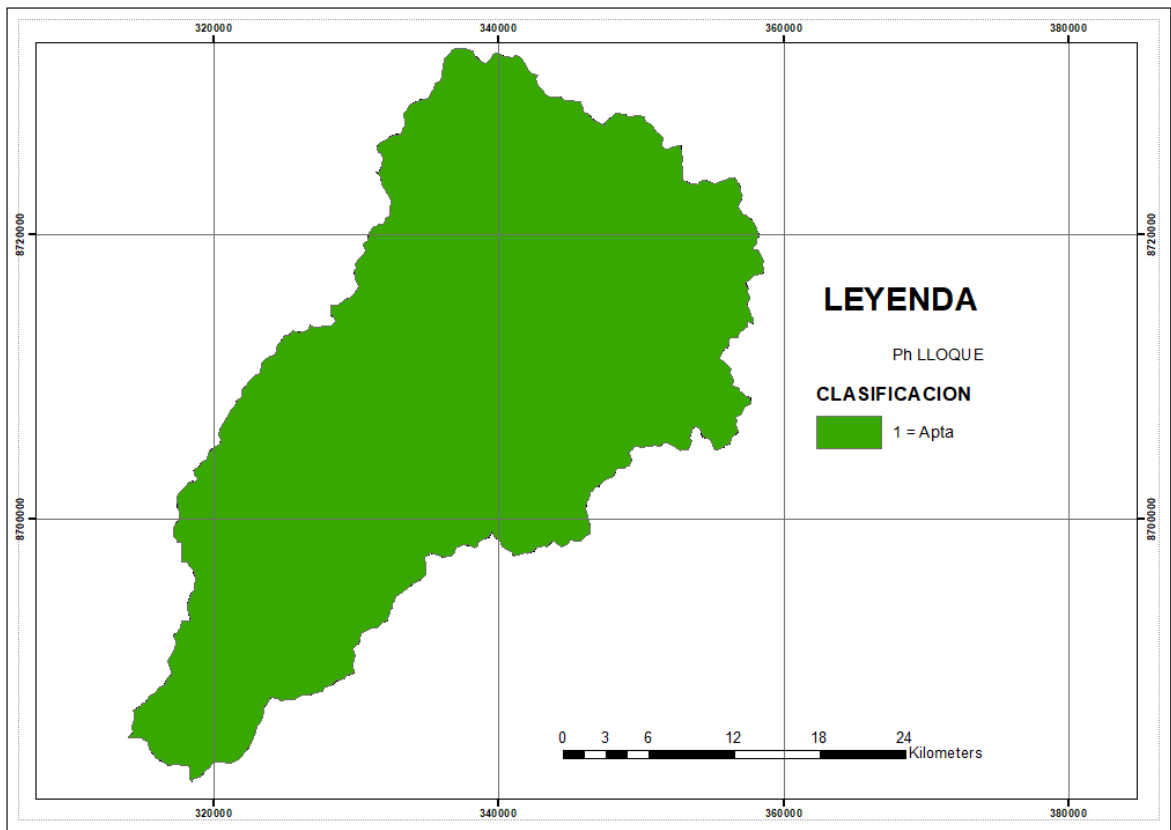 320000 340000 360000 380000
8720000 8720000
LEYENDA
Ph LLOQUE
CLASIFICACION
1 = Apta
8700000 8700000
0 3 6 12 18 24
Kilometers
320000 340000 360000 380000